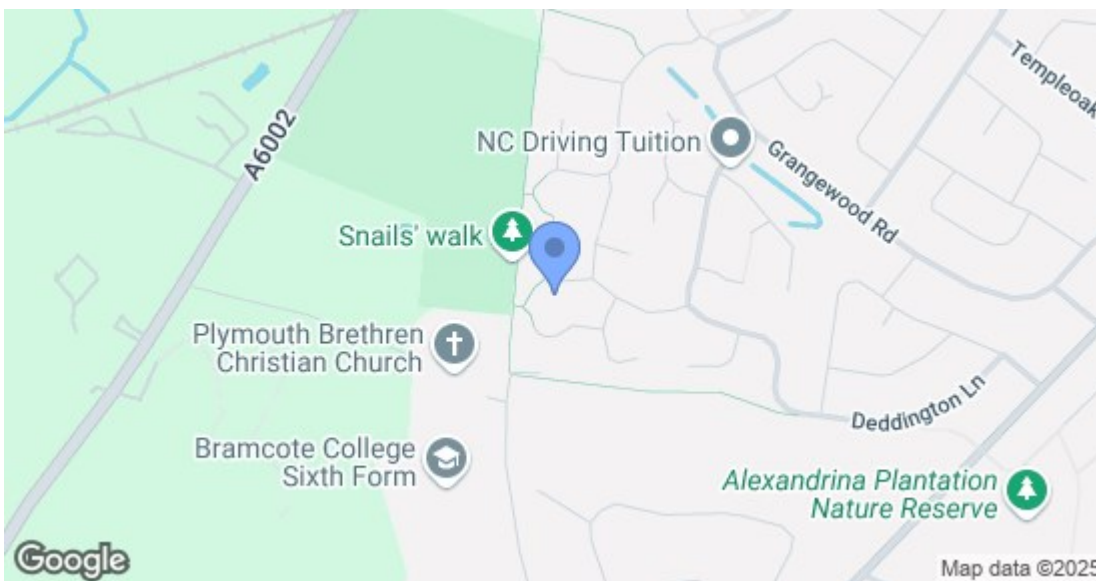 Templeoak
A6002
NC Driving Tuition
Grangewood Rd
Snails' walk
Plymouth Brethren
Christian Church
Deddington Ln
Bramcote College
Sixth Form
Alexandrina Plantation
Nature Reserve
Google
Map data ©2025